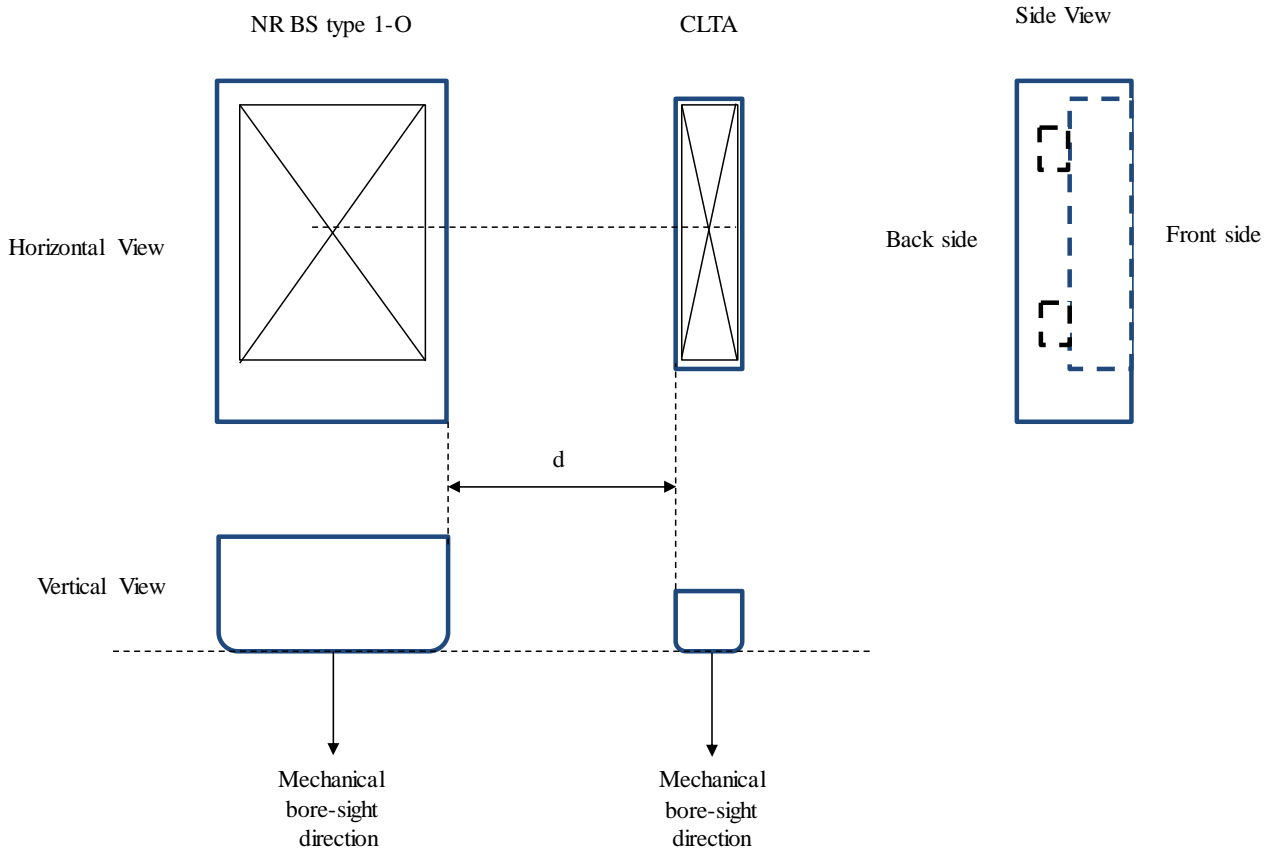 NR BS type 1-O
CLTA
Side View
Horizontal View
Back side
Front side
d
Vertical View
Mechanical
bore-sight
direction
Mechanical
bore-sight
direction